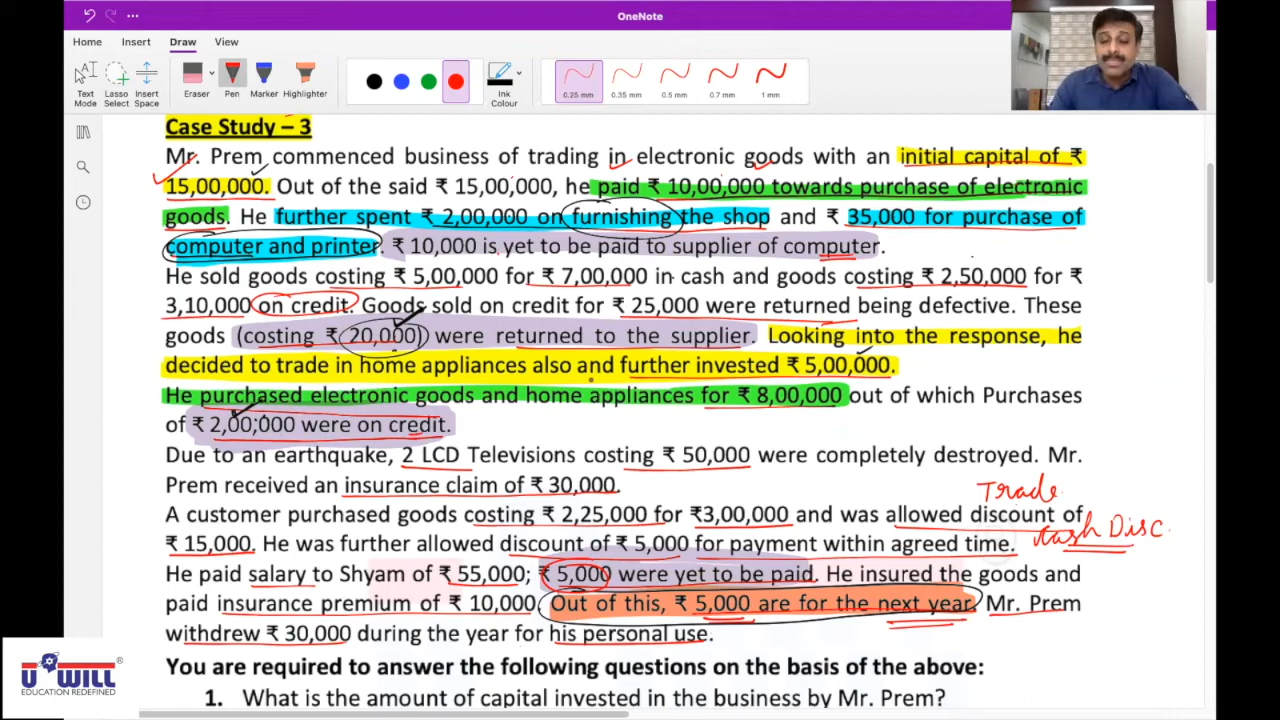 OneNote
Home Insert Draw View
Text Mode
Lasso Select
Insert Space
Eraser
Pen
Marker
Highlighter
Ink Colour
0.25 mm 0.35 mm 0.5 mm 0.7 mm 1 mm
Case Study – 3
Mr. Prem commenced business of trading in electronic goods with an initial capital of ₹
15,00,000. Out of the said ₹ 15,00,000, he paid ₹ 10,00,000 towards purchase of electronic
goods. He further spent ₹ 2,00,000 on furnishing the shop and ₹ 35,000 for purchase of
computer and printer. ₹ 10,000 is yet to be paid to supplier of computer.
He sold goods costing ₹ 5,00,000 for ₹ 7,00,000 in cash and goods costing ₹ 2,50,000 for ₹
3,10,000 on credit. Goods sold on credit for ₹ 25,000 were returned being defective. These
goods (costing ₹ 20,000) were returned to the supplier. Looking into the response, he
decided to trade in home appliances also and further invested ₹ 5,00,000.
He purchased electronic goods and home appliances for ₹ 8,00,000 out of which Purchases
of ₹ 2,00,000 were on credit.
Due to an earthquake, 2 LCD Televisions costing ₹ 50,000 were completely destroyed. Mr.
Prem received an insurance claim of ₹ 30,000.
Trade
A customer purchased goods costing ₹ 2,25,000 for ₹3,00,000 and was allowed discount of
Cash Disc
₹ 15,000. He was further allowed discount of ₹ 5,000 for payment within agreed time.
He paid salary to Shyam of ₹ 55,000; ₹ 5,000 were yet to be paid. He insured the goods and
paid insurance premium of ₹ 10,000. Out of this, ₹ 5,000 are for the next year. Mr. Prem
withdrew ₹ 30,000 during the year for his personal use.
You are required to answer the following questions on the basis of the above:
1. What is the amount of capital invested in the business by Mr. Prem?
U WILL
EDUCATION REDEFINED